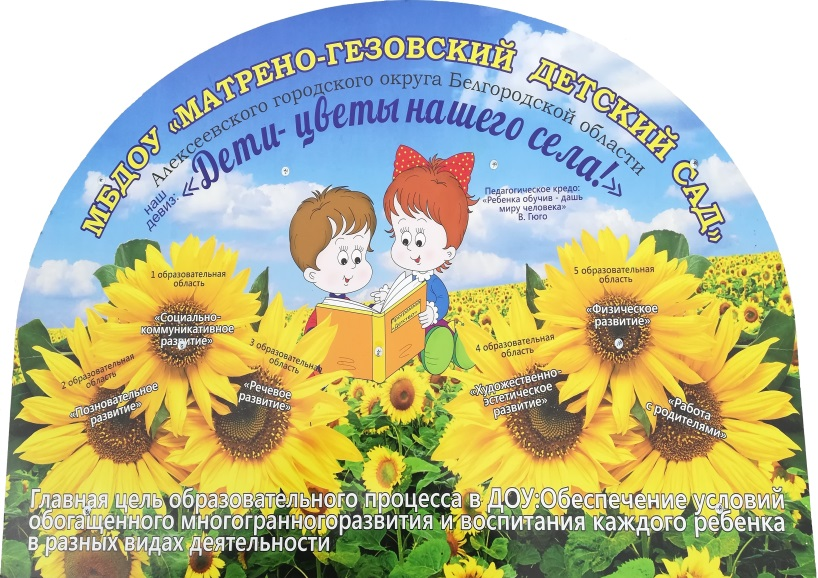 МБДОУ «МАТРЕНО-ГЕЗОВСКИЙ ДЕТСКИЙ САД»
Алексеевского городского округа Белгородской области
наш
девиз:
«Дети- цветы нашего села!»
Педагогическое кредо:
«Ребенка обучив - дашь
миру человека»
В. Гюго
1 образовательная
область
«Социально-
коммуникативное
развитие»
2 образовательная
область
«Позновательное
развитие»
3 образовательная
область
«Речевое
развитие»
4 образовательная
область
«Художественно-
эстетическое
развитие»
5 образовательная
область
«Физическое
развитие»
«Работа
с родителями»
Главная цель образовательного процесса в ДОУ:Обеспечение условий
обогащенного многогранногоразвития и воспитания каждого ребенка
в разных видах деятельности